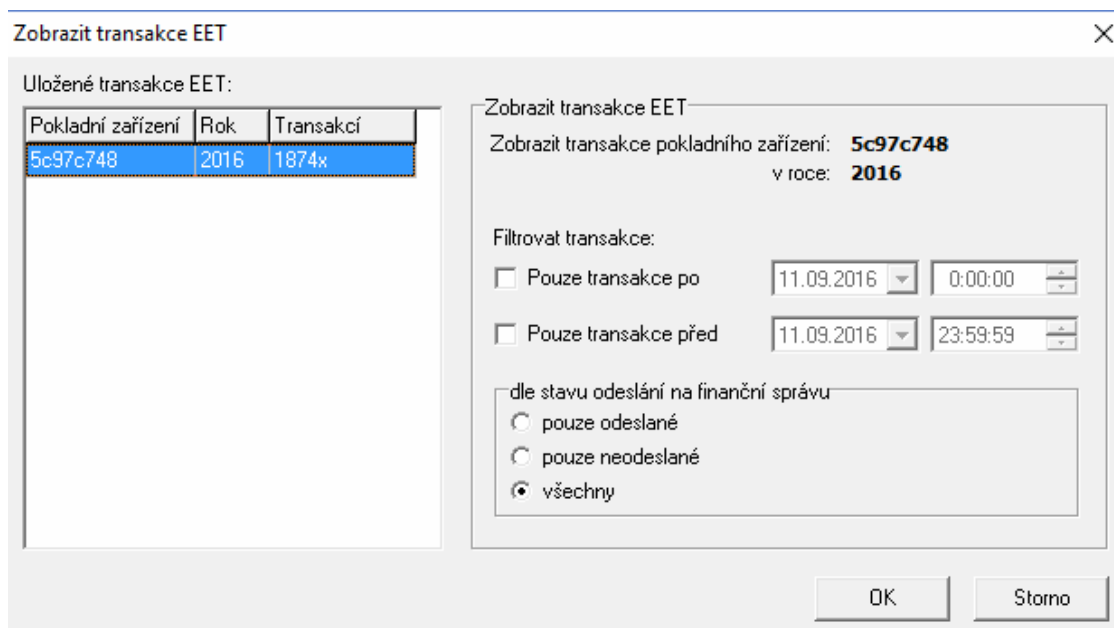 Zobrazit transakce EET
Uložené transakce EET:
Pokladní zařízení Rok Transakcí
5c97c748 2016 1874x
Zobrazit transakce EET
Zobrazit transakce pokladního zařízení: 5c97c748
v roce: 2016
Filtrovat transakce:
Pouze transakce po 11.09.2016 0:00:00
Pouze transakce před 11.09.2016 23:59:59
dle stavu odeslání na finanční správu
pouze odeslané
pouze neodeslané
všechny
OK Storno